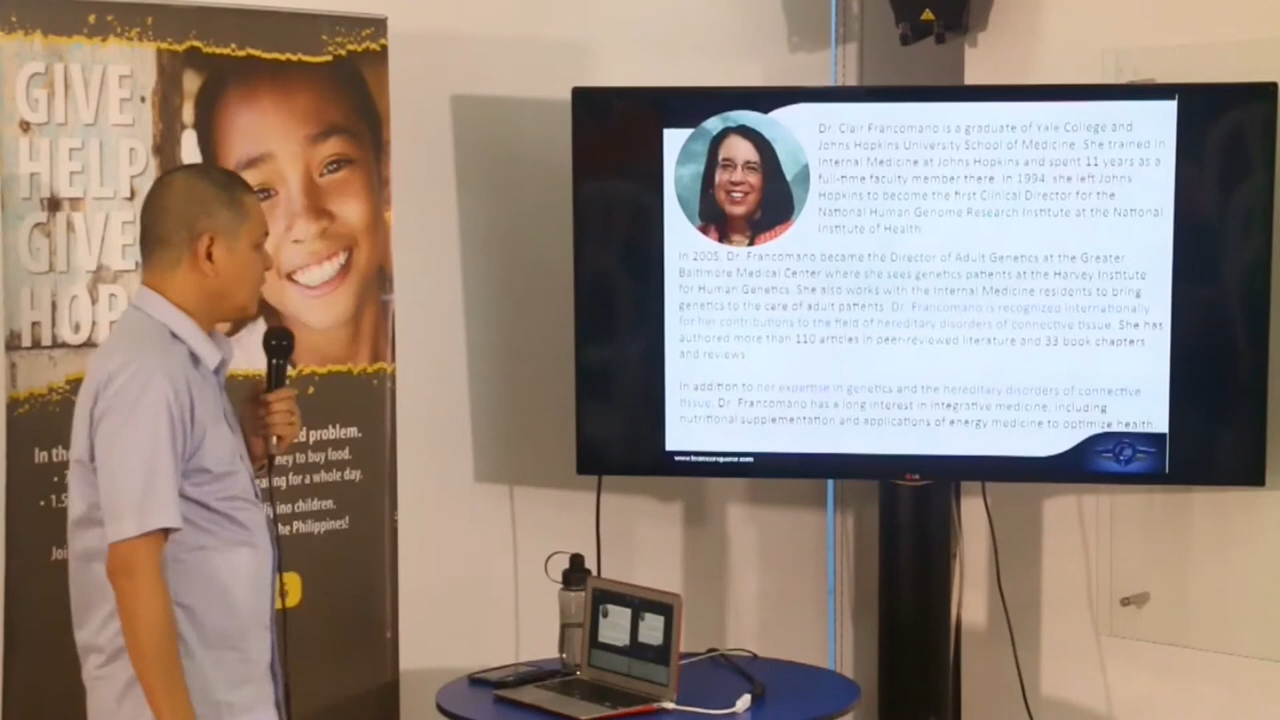 GIVE
HELP
GIVE
HOP
In the
ed problem.
ney to buy food.
eating for a whole day.
• 1.5
ino children.
he Philippines!
Joi
Dr. Clair Francomano is a graduate of Yale College and
Johns Hopkins University School of Medicine. She trained in
Internal Medicine at Johns Hopkins and spent 11 years as a
full-time faculty member there. In 1994, she left Johns
Hopkins to become the first Clinical Director for the
National Human Genome Research Institute at the National
Institute of Health.
In 2005, Dr. Francomano became the Director of Adult Genetics at the Greater
Baltimore Medical Center where she sees genetics patients at the Harvey Institute
for Human Genetics. She also works with the Internal Medicine residents to bring
genetics to the care of adult patients. Dr. Francomano is recognized internationally
for her contributions to the field of hereditary disorders of connective tissue. She has
authored more than 110 articles in peer-reviewed literature and 33 book chapters
and reviews.
In addition to her expertise in genetics and the hereditary disorders of connective
tissue, Dr. Francomano has a long interest in integrative medicine, including
nutritional supplementation and applications of energy medicine to optimize health.
www.teamconqueror.com
LG